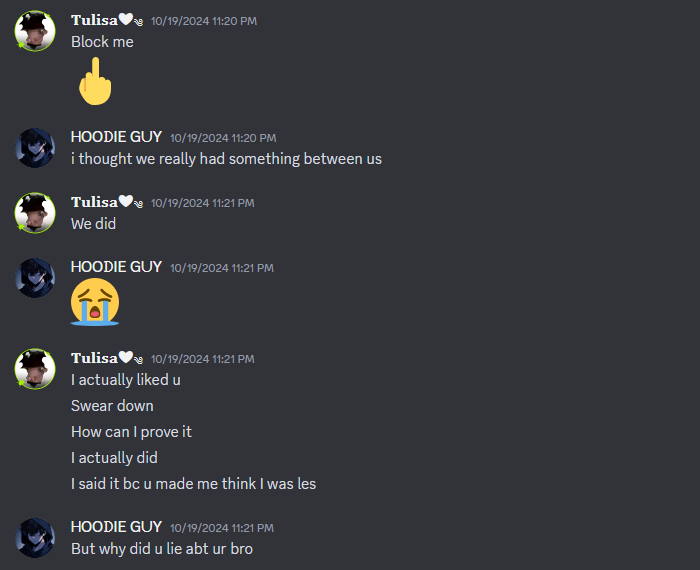 Tulisa🤍༄ 10/19/2024 11:20 PM
Block me
🖕
HOODIE GUY 10/19/2024 11:20 PM
i thought we really had something between us
Tulisa🤍༄ 10/19/2024 11:21 PM
We did
HOODIE GUY 10/19/2024 11:21 PM
😭
Tulisa🤍༄ 10/19/2024 11:21 PM
I actually liked u
Swear down
How can I prove it
I actually did
I said it bc u made me think I was les
HOODIE GUY 10/19/2024 11:21 PM
But why did u lie abt ur bro